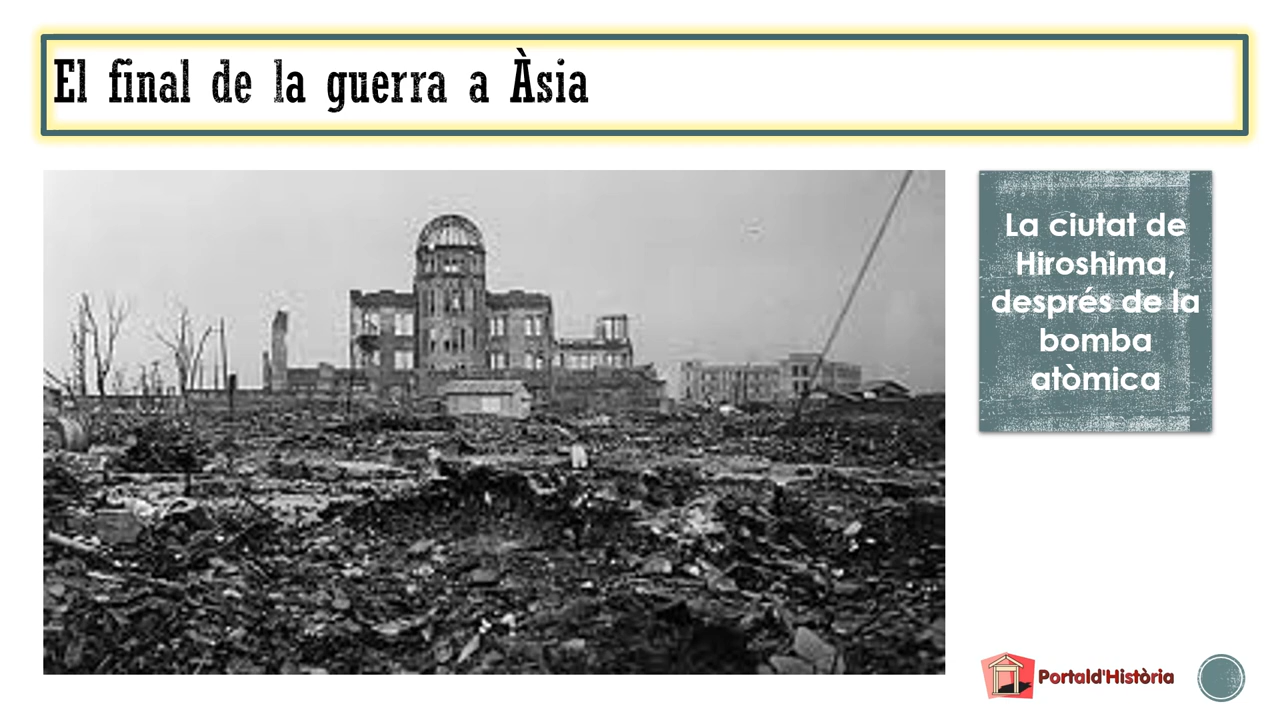 El final de la guerra a Àsia
La ciutat de
Hiroshima,
després de la
bomba
atòmica
Portald'Història